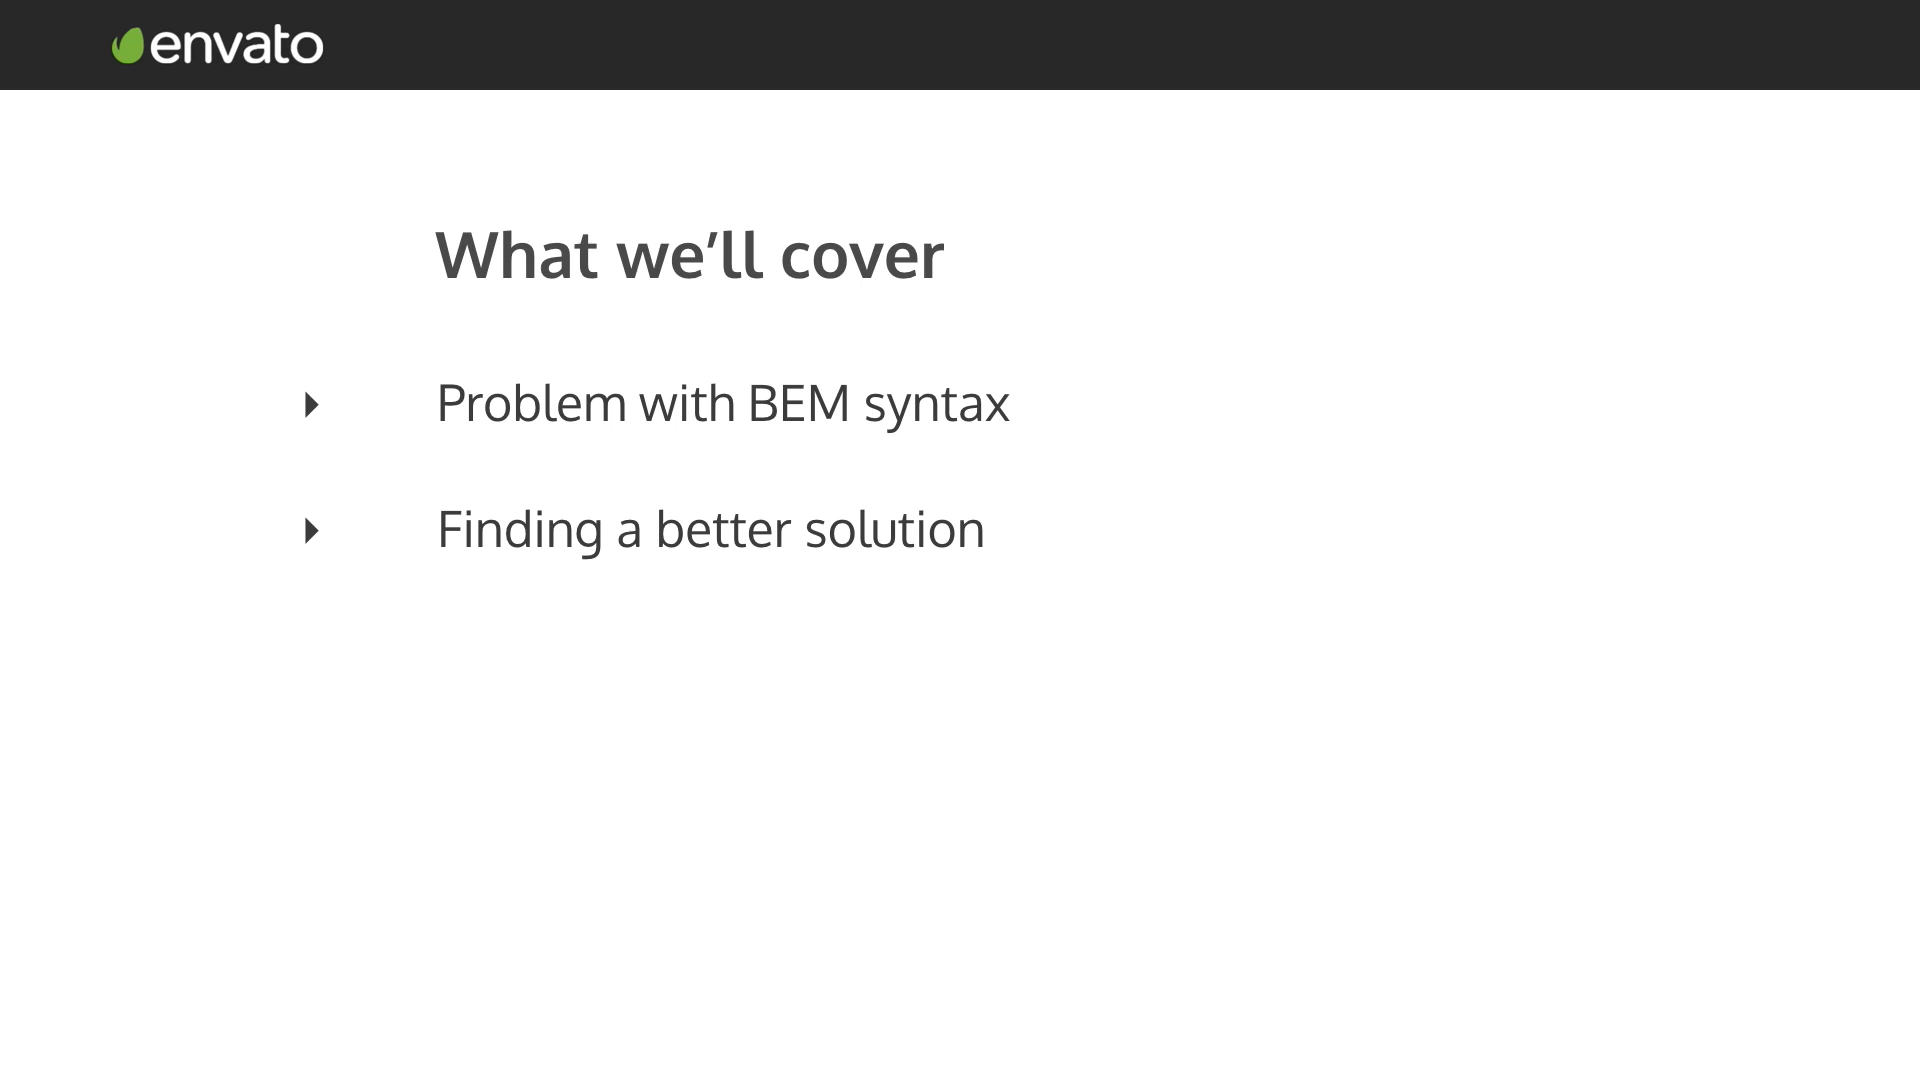 envato
What we’ll cover
Problem with BEM syntax
Finding a better solution